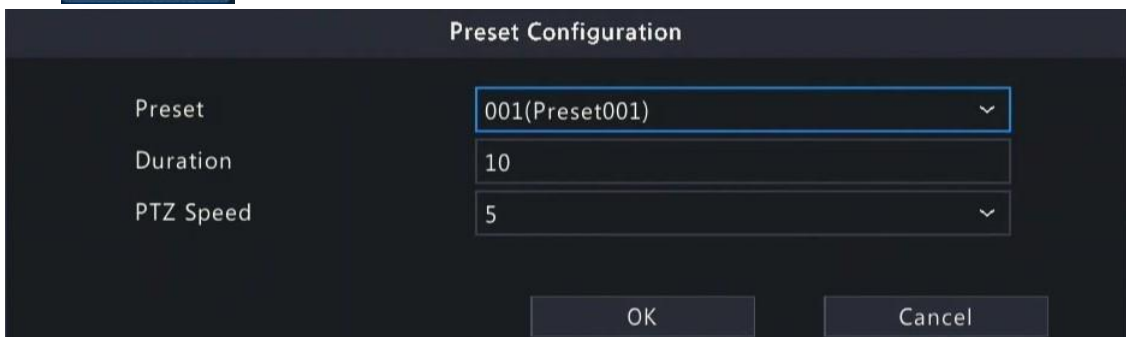 Preset Configuration
Preset 001(Preset001)
Duration 10
PTZ Speed 5
OK Cancel